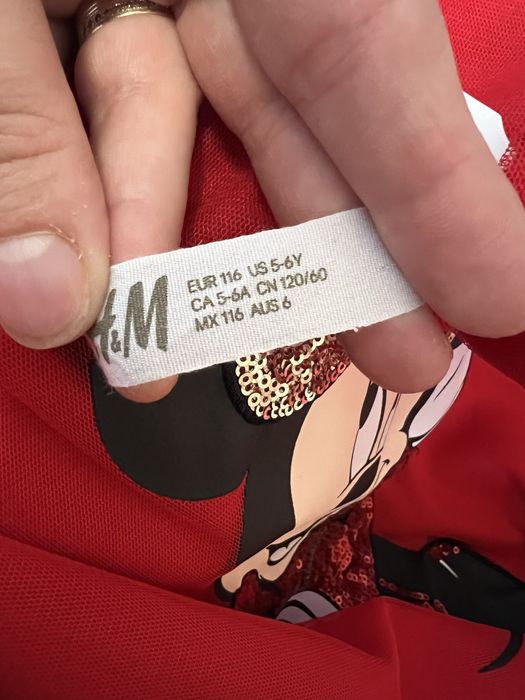 H&M
EUR 116 US 5-6Y
CA 5-6A CN 120/60
MX 116 AUS 6